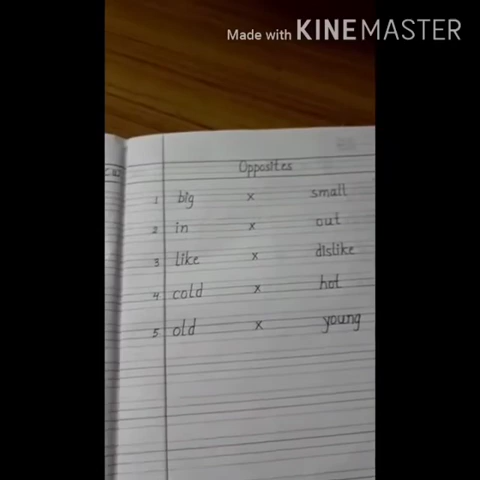 Made with KINEMASTER
Opposites
1 big x small
2 in x out
3 like x dislike
4 cold x hot
5 old x young